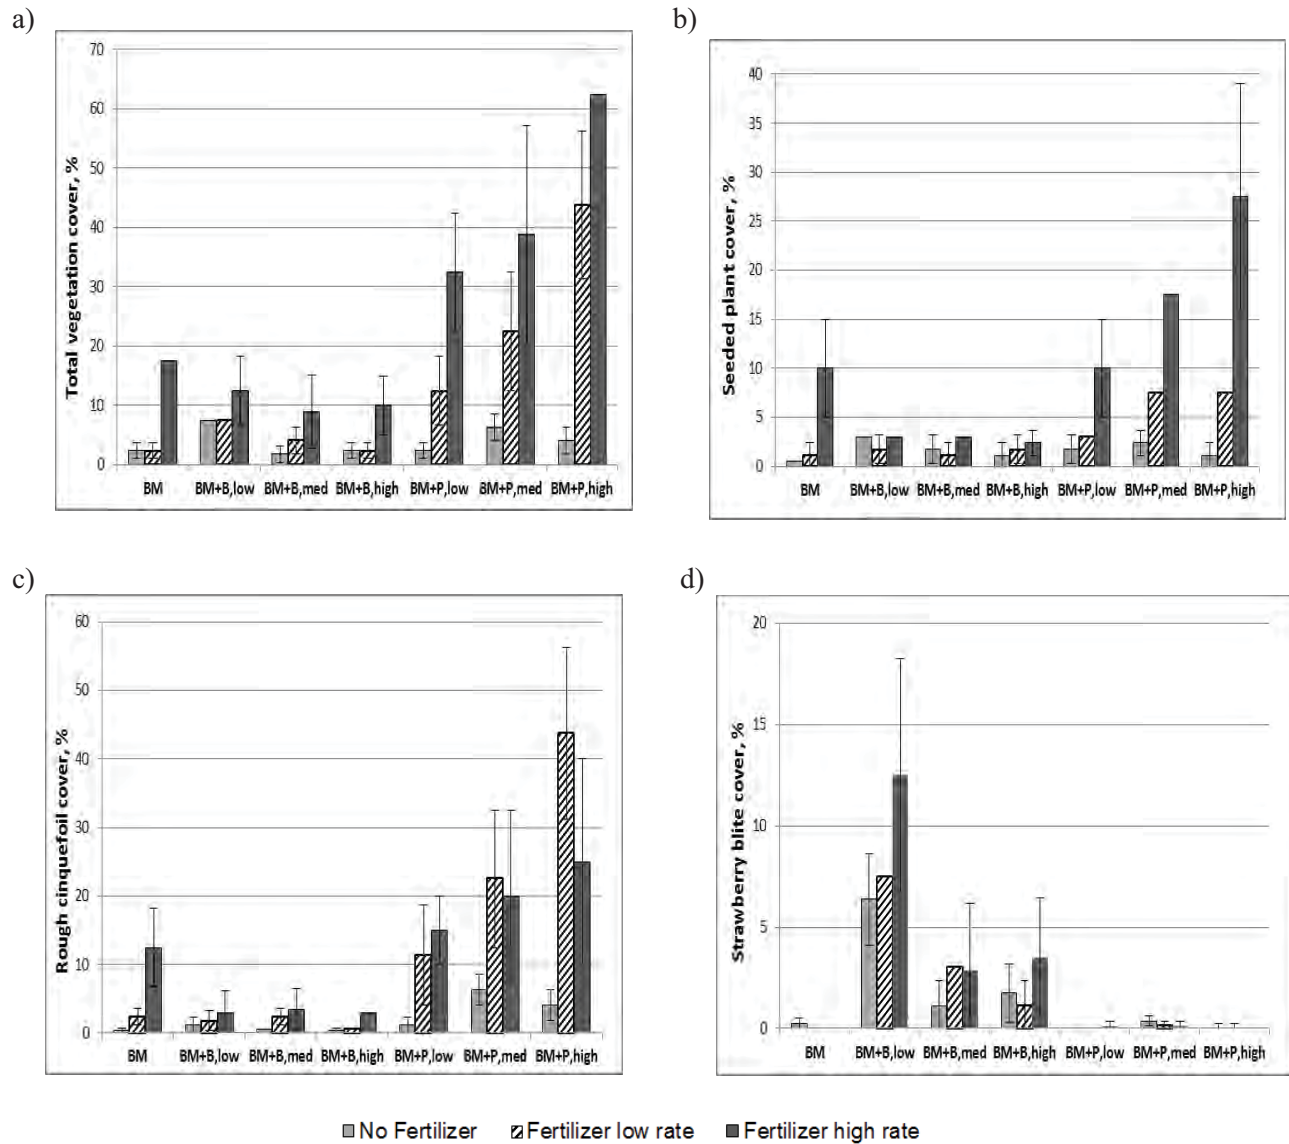 a)
Total vegetation cover, %
70
60
50
40
30
20
10
0
BM BM+B,low BM+B,med BM+B,high BM+P,low BM+P,med BM+P,high
b)
Seeded plant cover, %
40
35
30
25
20
15
10
5
0
BM BM+B,low BM+B,med BM+B,high BM+P,low BM+P,med BM+P,high
c)
Rough cinquefoil cover, %
60
50
40
30
20
10
0
BM BM+B,low BM+B,med BM+B,high BM+P,low BM+P,med BM+P,high
d)
Strawberry blite cover, %
20
15
10
5
0
BM BM+B,low BM+B,med BM+B,high BM+P,low BM+P,med BM+P,high
No Fertilizer Fertilizer low rate Fertilizer high rate